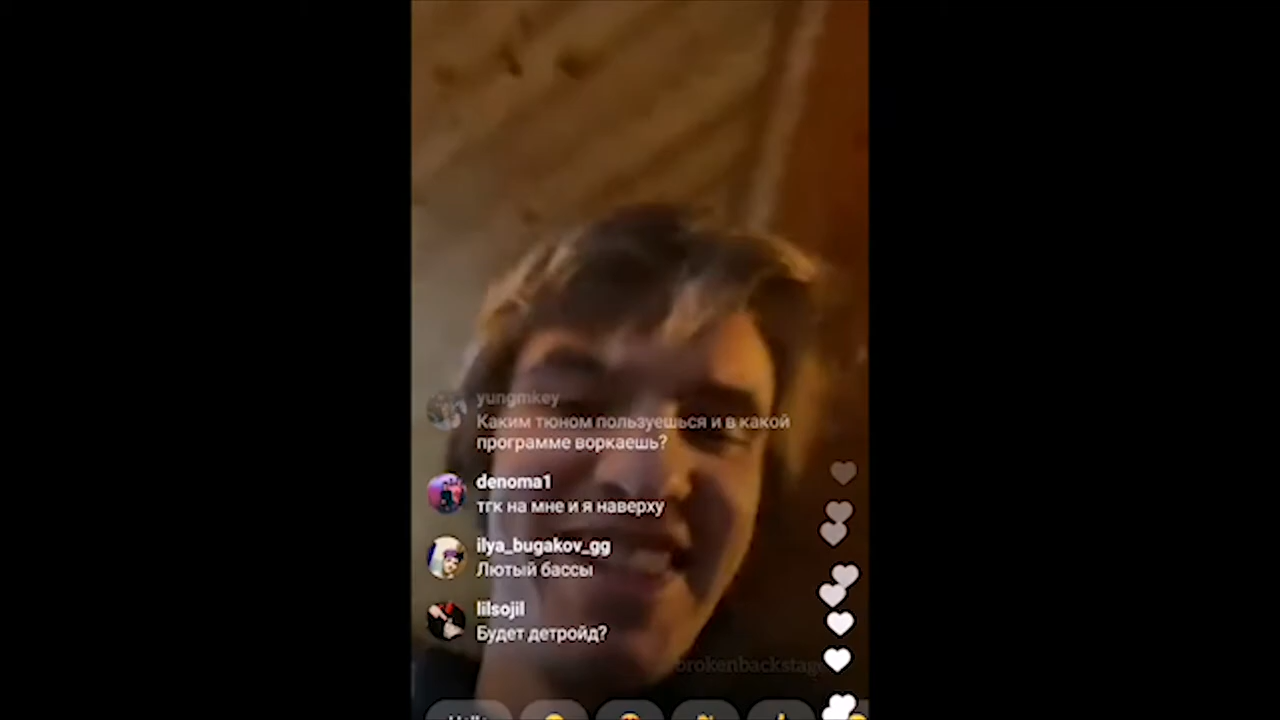 yungmkey
Каким тюном пользуешься и в какой
программе воркаешь?
denoma1
тгк на мне и я наверху
ilya_bugakov_gg
Лютый бассы
lilsojil
Будет детройд?
brokenbackstage